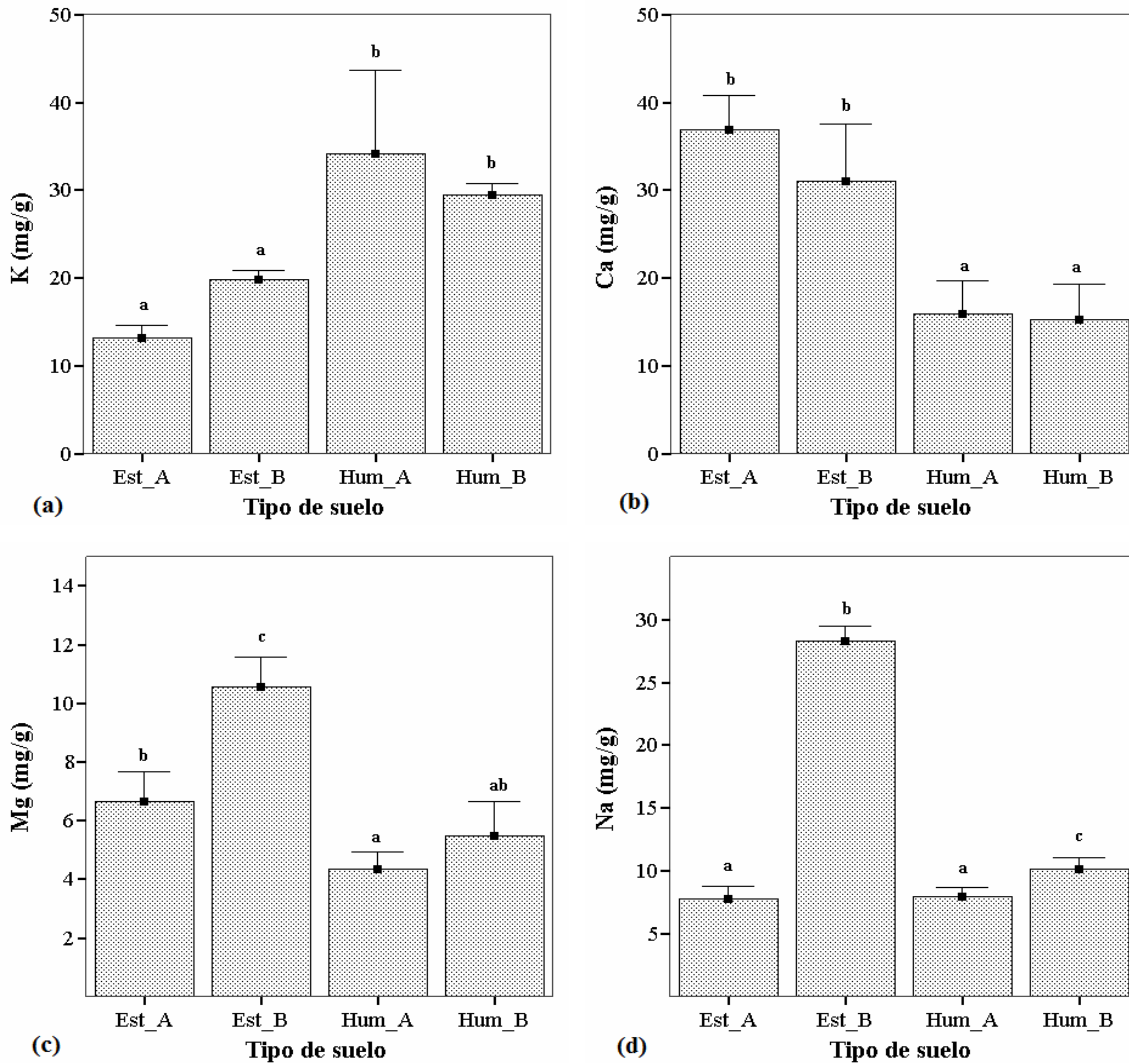 50
40
30
20
10
0
K (mg/g)
a
a
b
b
Est_A Est_B Hum_A Hum_B
Tipo de suelo
(a)
50
40
30
20
10
0
Ca (mg/g)
b
b
a
a
Est_A Est_B Hum_A Hum_B
Tipo de suelo
(b)
14
12
10
8
6
4
2
Mg (mg/g)
b
c
a
ab
Est_A Est_B Hum_A Hum_B
Tipo de suelo
(c)
30
25
20
15
10
5
Na (mg/g)
a
b
a
c
Est_A Est_B Hum_A Hum_B
Tipo de suelo
(d)